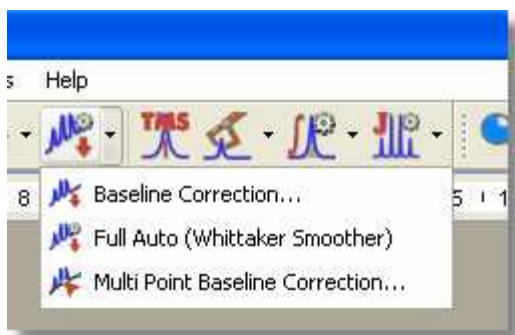 s Help
TMS J
8 5 1
Baseline Correction...
Full Auto (Whittaker Smoother)
Multi Point Baseline Correction...